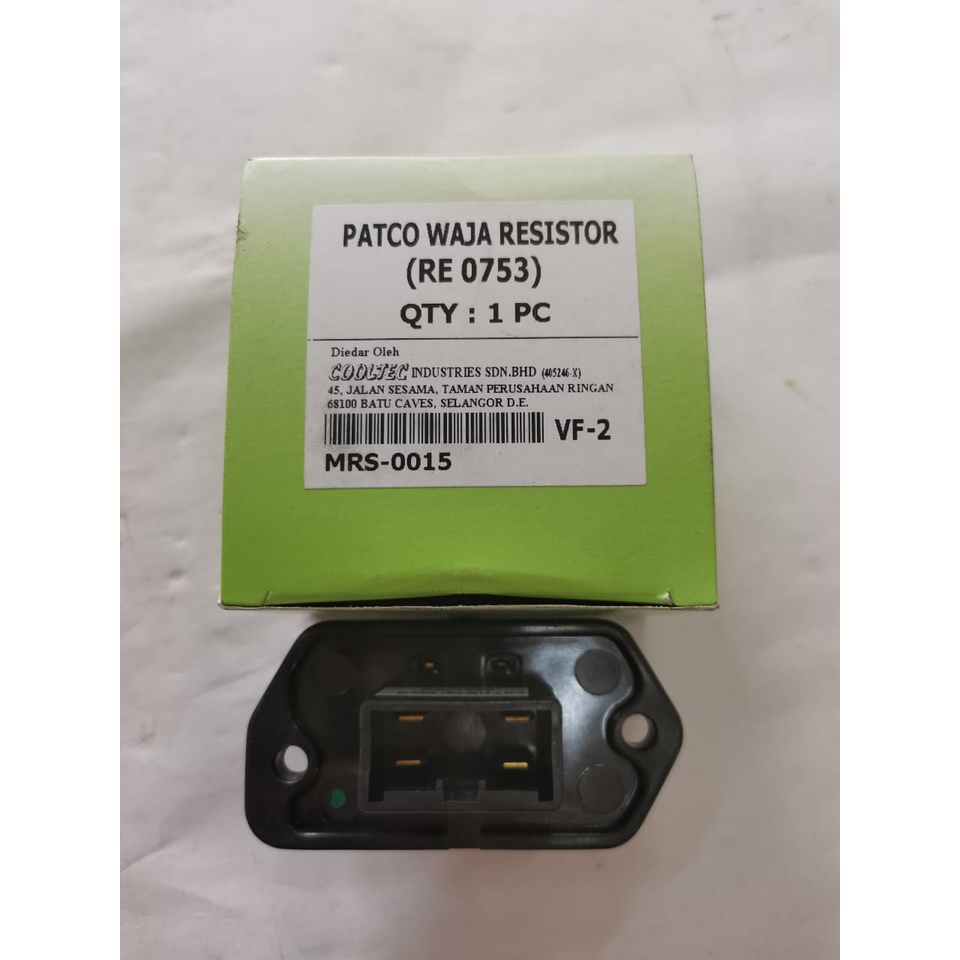 PATCO WAJA RESISTOR
(RE 0753)
QTY : 1 PC
Diedar Oleh
COOLTEC INDUSTRIES SDN.BHD (405246-X)
45, JALAN SESAMA, TAMAN PERUSAHAAN RINGAN
68100 BATU CAVES, SELANGOR D.E.
VF-2
MRS-0015